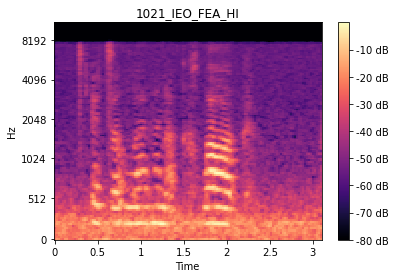 1021_IEO_FEA_HI
8192
4096
2048
1024
512
0
Hz
0 0.5 1 1.5 2 2.5 3
Time
-10 dB
-20 dB
-30 dB
-40 dB
-50 dB
-60 dB
-70 dB
-80 dB